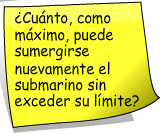 ¿Cuánto, como
máximo, puede
sumergirse
nuevamente el
submarino sin
exceder su límite?